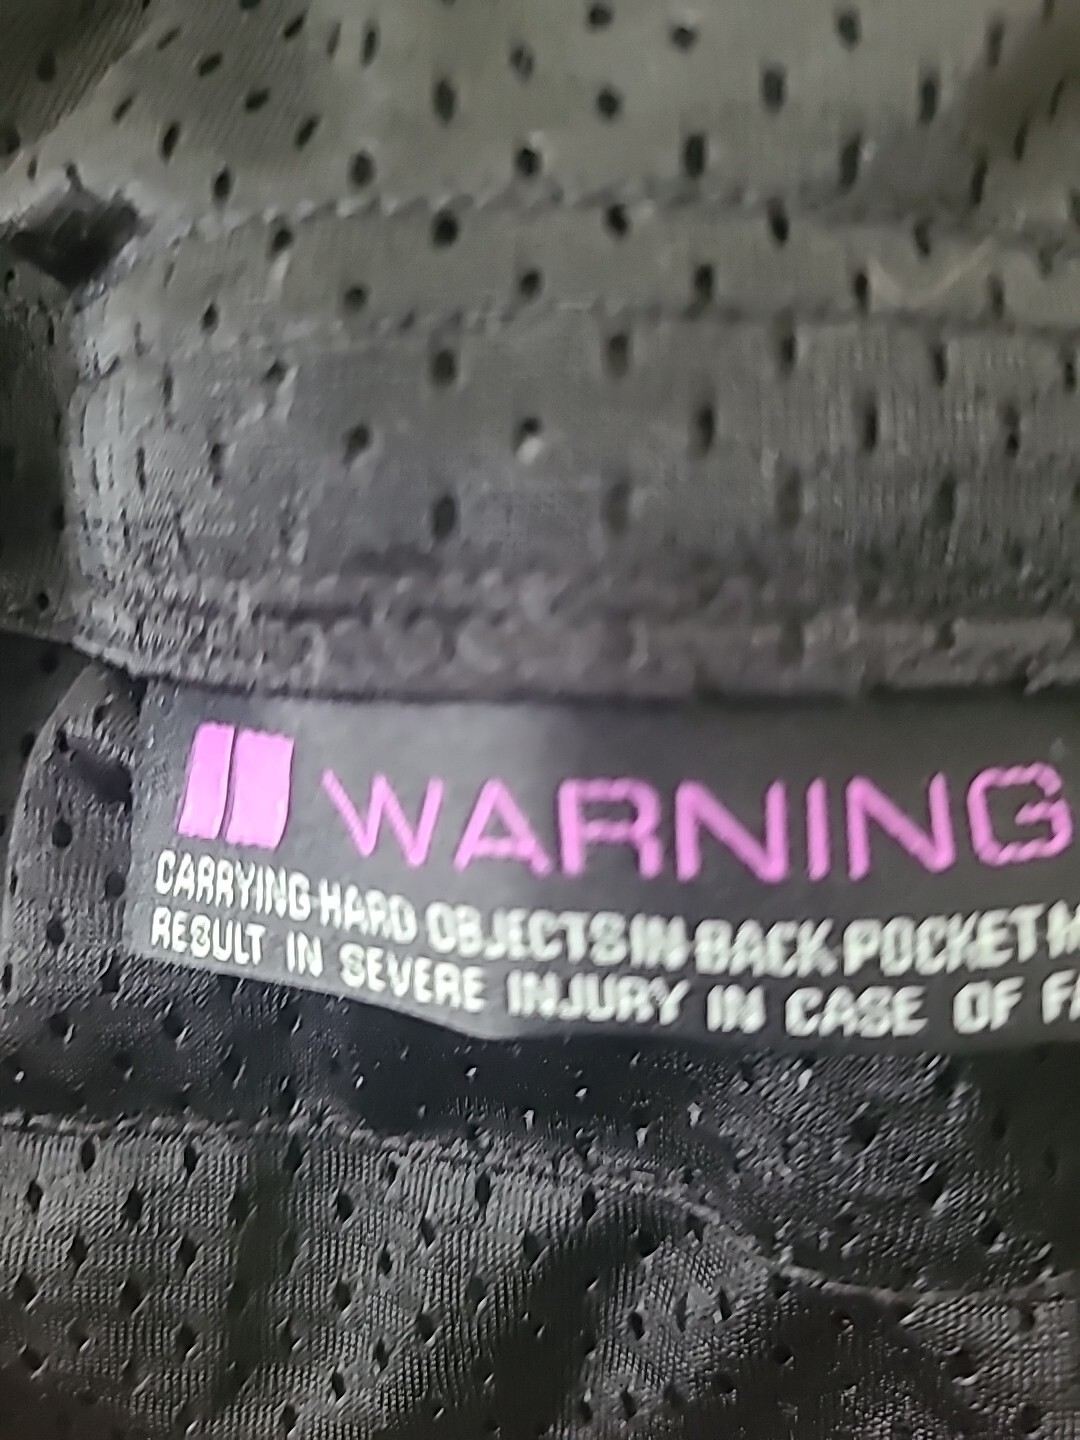 WARNING
CARRYING HARD OBJECTS IN BACK POCKET
RESULT IN SEVERE INJURY IN CASE OF